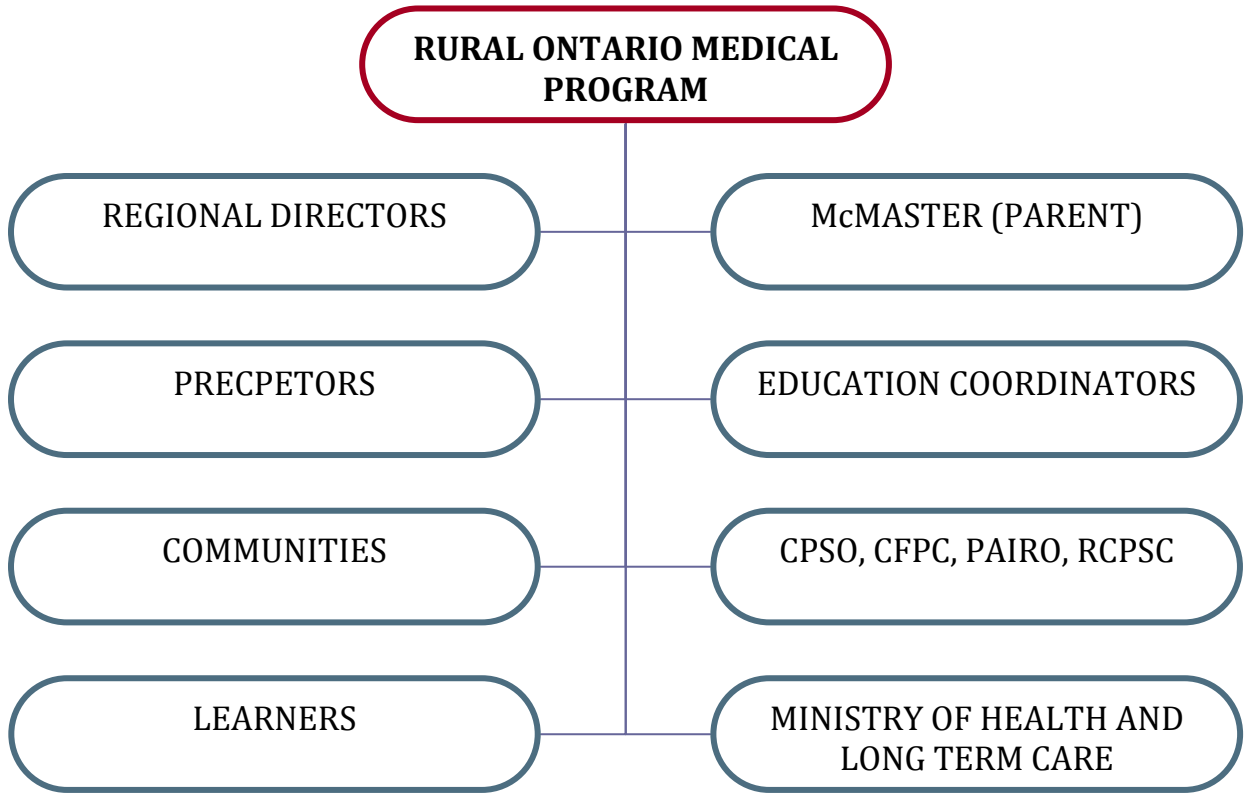 RURAL ONTARIO MEDICAL
PROGRAM
REGIONAL DIRECTORS
McMASTER (PARENT)
PRECPETORS
EDUCATION COORDINATORS
COMMUNITIES
CPSO, CFPC, PAIRO, RCPSC
LEARNERS
MINISTRY OF HEALTH AND
LONG TERM CARE